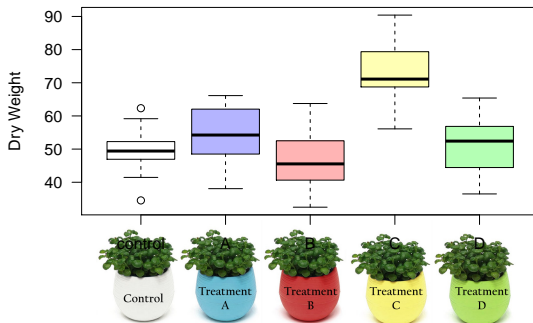 90
80
70
60
50
40
Dry Weight
control
A
B
C
D
Control
Treatment
A
Treatment
B
Treatment
C
Treatment
D